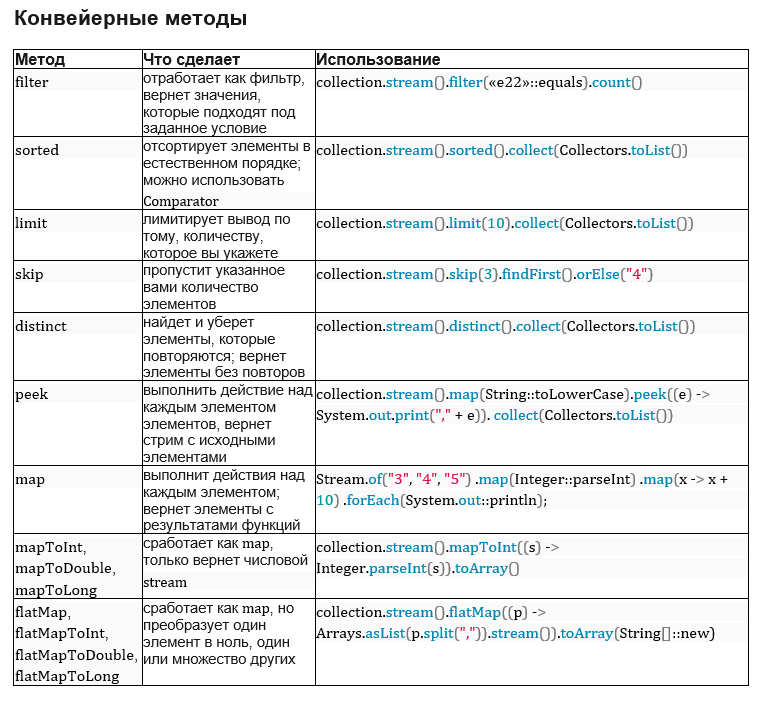 Конвейерные методы
Метод
Что сделает
Использование
filter
отработает как фильтр,
вернет значения,
которые подходят под
заданное условие
collection.stream().filter(«e22»::equals).count()
sorted
отсортирует элементы в
естественном порядке;
можно использовать
Comparator
collection.stream().sorted().collect(Collectors.toList())
limit
лимитирует вывод по
тому, количеству,
которое вы укажете
collection.stream().limit(10).collect(Collectors.toList())
skip
пропустит указанное
вами количество
элементов
collection.stream().skip(3).findFirst().orElse("4")
distinct
найдет и уберет
элементы, которые
повторяются; вернет
элементы без повторов
collection.stream().distinct().collect(Collectors.toList())
peek
выполнить действие над
каждым элементом
элементов, вернет
стрим с исходными
элементами
collection.stream().map(String::toLowerCase).peek((e) ->
System.out.print("," + e)). collect(Collectors.toList())
map
выполнит действия над
каждым элементом;
вернет элементы с
результатами функций
Stream.of("3", "4", "5") .map(Integer::parseInt) .map(x -> x +
10) .forEach(System.out::println);
mapToInt,
mapToDouble,
mapToLong
сработает как map,
только вернет числовой
stream
collection.stream().mapToInt((s) ->
Integer.parseInt(s)).toArray()
flatMap,
flatMapToInt,
flatMapToDouble,
flatMapToLong
сработает как map, но
преобразует один
элемент в ноль, один
или множество других
collection.stream().flatMap((p) ->
Arrays.asList(p.split(",")).stream()).toArray(String[]::new)